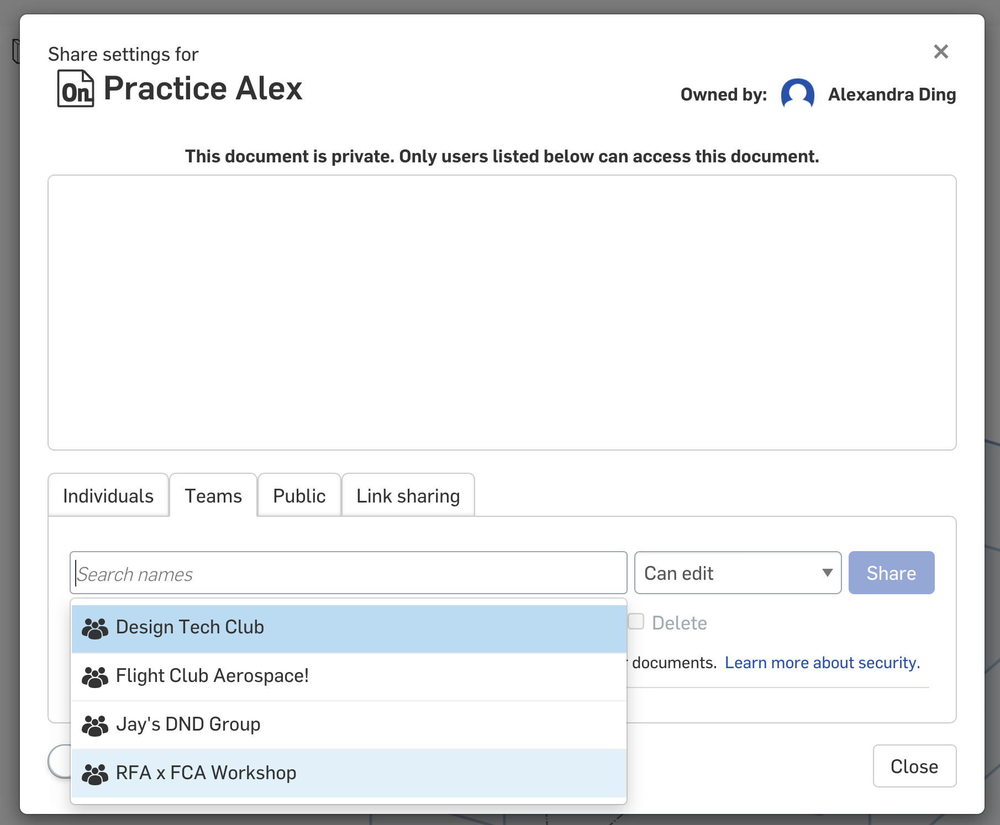 Share settings for
On Practice Alex
Owned by: Alexandra Ding
This document is private. Only users listed below can access this document.
Individuals Teams Public Link sharing
Search names Can edit Share
Design Tech Club
Delete
Flight Club Aerospace!
documents. Learn more about security.
Jay's DND Group
RFA x FCA Workshop
Close